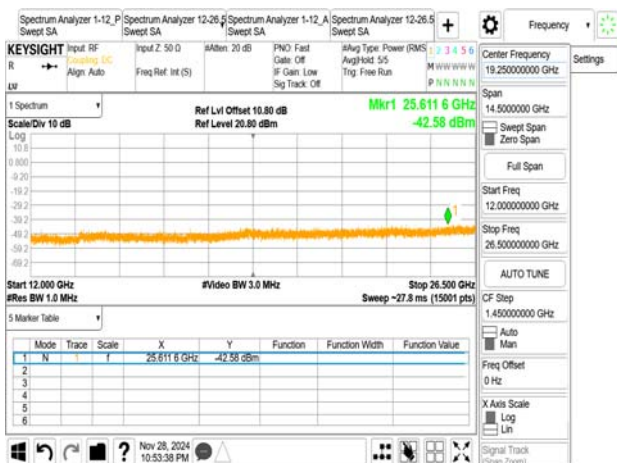 Spectrum Analyzer 1-12_P
Swept SA
Spectrum Analyzer 12-26.5
Swept SA
Spectrum Analyzer 1-12_A
Swept SA
Spectrum Analyzer 12-26.5
Swept SA
+
Frequency
KEYSIGHT
R
LXI
Input: RF
Coupling: DC
Align: Auto
Input Z: 50 Ω
Freq Ref: Int (S)
#Atten: 20 dB
PNO: Fast
Gate: Off
IF Gain: Low
Sig Track: Off
#Avg Type: Power (RMS
Avg|Hold: 5/5
Trig: Free Run
1 2 3 4 5 6
M W W W W W
P N N N N N
1 Spectrum
Scale/Div 10 dB
Log
Ref Lvl Offset 10.80 dB
Ref Level 20.80 dBm
Mkr1 25.611 6 GHz
-42.58 dBm
10.8
0.800
-9.20
-19.2
-29.2
-39.2
-49.2
-59.2
-69.2
1
Start 12.000 GHz
#Res BW 1.0 MHz
#Video BW 3.0 MHz
Stop 26.500 GHz
Sweep ~27.8 ms (15001 pts)
5 Marker Table
Mode Trace Scale X Y Function Function Width Function Value
1 N 1 f 25.611 6 GHz -42.58 dBm
2
3
4
5
6
?
Nov 28, 2024
10:53:38 PM
Center Frequency
19.250000000 GHz
Settings
Span
14.5000000 GHz
Swept Span
Zero Span
Full Span
Start Freq
12.000000000 GHz
Stop Freq
26.500000000 GHz
AUTO TUNE
CF Step
1.450000000 GHz
Auto
Man
Freq Offset
0 Hz
X Axis Scale
Log
Lin
Signal Track
(Span Zoom)